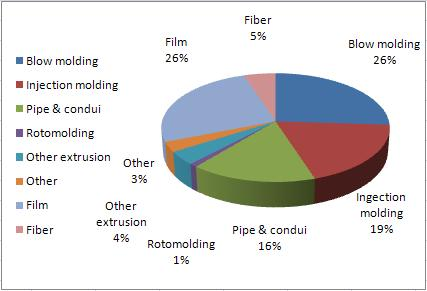 Blow molding
Injection molding
Pipe & condui
Rotomolding
Other extrusion
Other
Film
Fiber
Fiber
5%
Film
26%
Blow molding
26%
Ingection
molding
19%
Pipe & condui
16%
Rotomolding
1%
Other
extrusion
4%
Other
3%